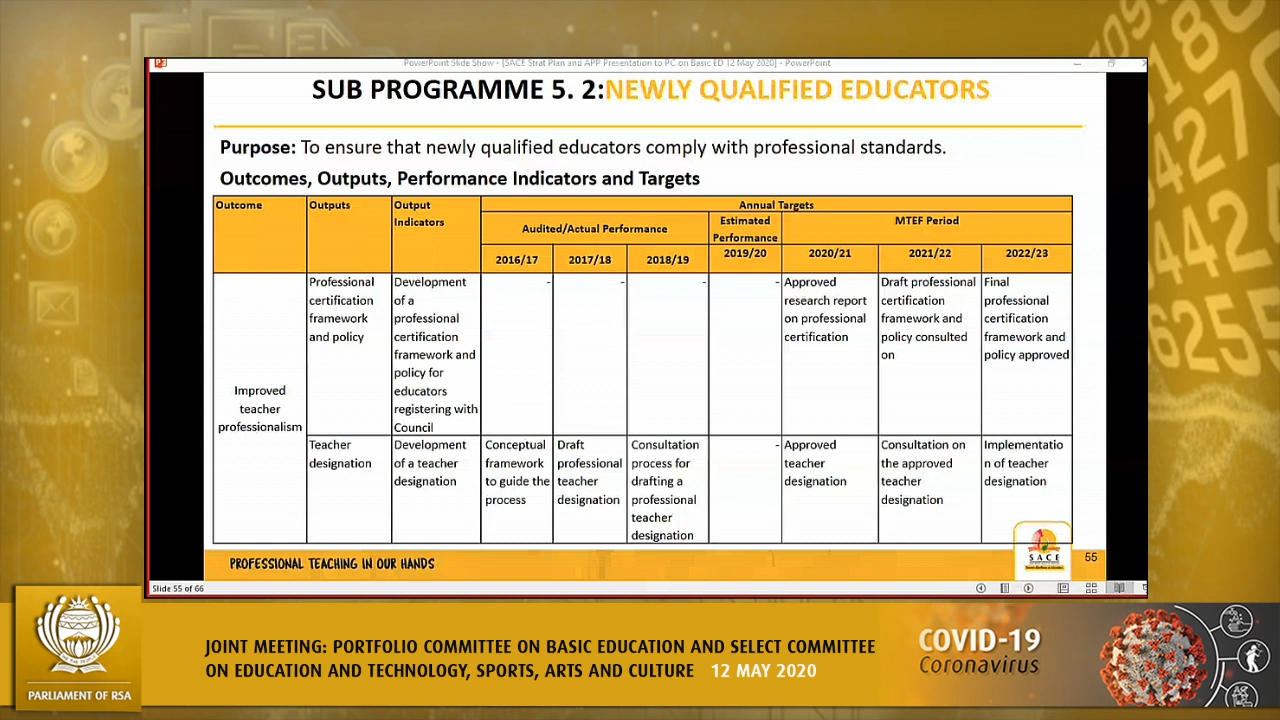 PowerPoint Slide Show - [SACE Strat Plan and APP Presentation to PC on Basic ED 12 May 2020] - PowerPoint
SUB PROGRAMME 5. 2:NEWLY QUALIFIED EDUCATORS
Purpose: To ensure that newly qualified educators comply with professional standards.
Outcomes, Outputs, Performance Indicators and Targets
Outcome
Outputs
Output
Indicators
Annual Targets
Audited/Actual Performance
Estimated
Performance
MTEF Period
2016/17
2017/18
2018/19
2019/20
2020/21
2021/22
2022/23
Improved
teacher
professionalism
Professional
certification
framework
and policy
Development
of a
professional
certification
framework and
policy for
educators
registering with
Council
-
-
-
-
Approved
research report
on professional
certification
Draft professional
certification
framework and
policy consulted
on
Final
professional
certification
framework and
policy approved
Teacher
designation
Development
of a teacher
designation
Conceptual
framework
to guide the
process
Draft
professional
teacher
designation
Consultation
process for
drafting a
professional
teacher
designation
-
Approved
teacher
designation
Consultation on
the approved
teacher
designation
Implementatio
n of teacher
designation
PROFESSIONAL TEACHING IN OUR HANDS
SACE
55
Slide 55 of 66
PARLIAMENT OF RSA
JOINT MEETING: PORTFOLIO COMMITTEE ON BASIC EDUCATION AND SELECT COMMITTEE
ON EDUCATION AND TECHNOLOGY, SPORTS, ARTS AND CULTURE 12 MAY 2020
COVID-19
Coronavirus